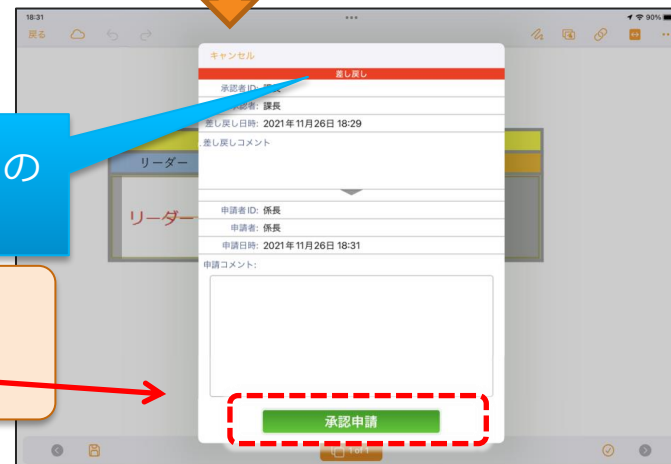 18:31
90%
戻る
キャンセル
差し戻し
承認者ID: 課長
者: 課長
差し戻し日時: 2021年11月26日 18:29
差し戻しコメント
の
リーダー
リーダー
申請者ID: 係長
申請者: 係長
申請日時: 2021年11月26日 18:31
申請コメント:
承認申請
1 of 1